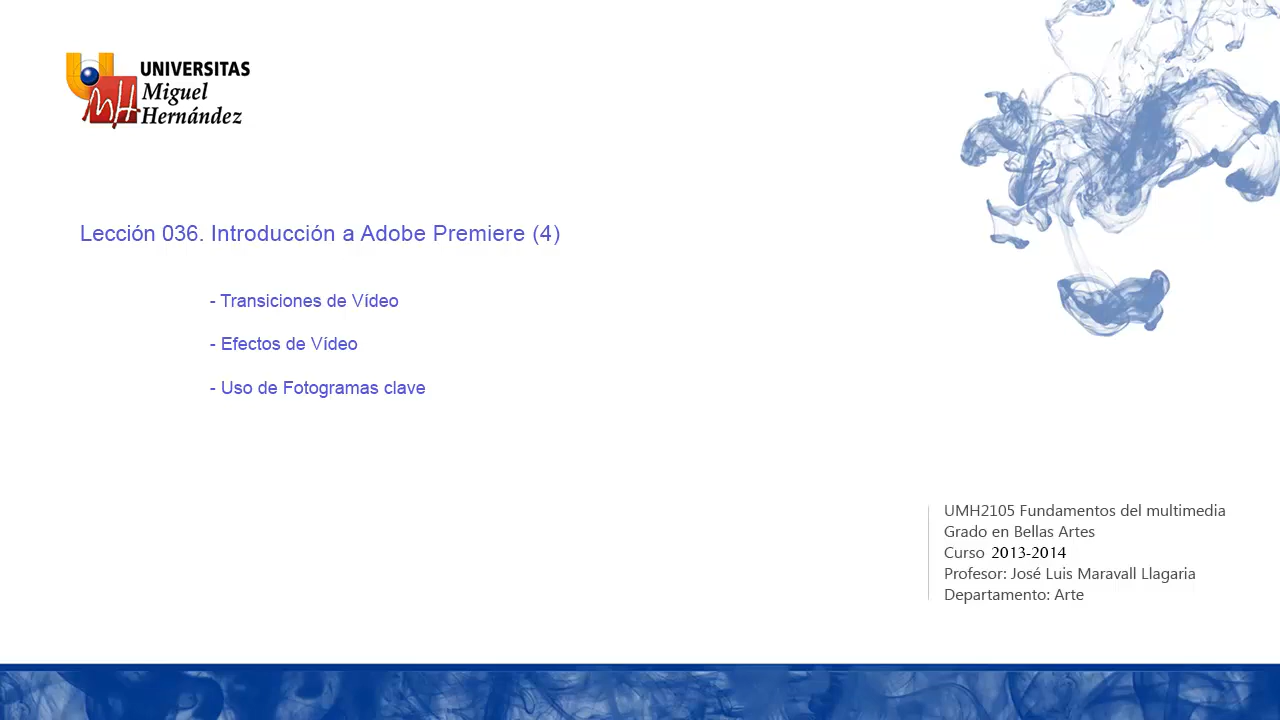 UNIVERSITAS
Miguel
Hernández
Lección 036. Introducción a Adobe Premiere (4)
- Transiciones de Vídeo
- Efectos de Vídeo
- Uso de Fotogramas clave
UMH2105 Fundamentos del multimedia
Grado en Bellas Artes
Curso 2013-2014
Profesor: José Luis Maravall Llagaria
Departamento: Arte